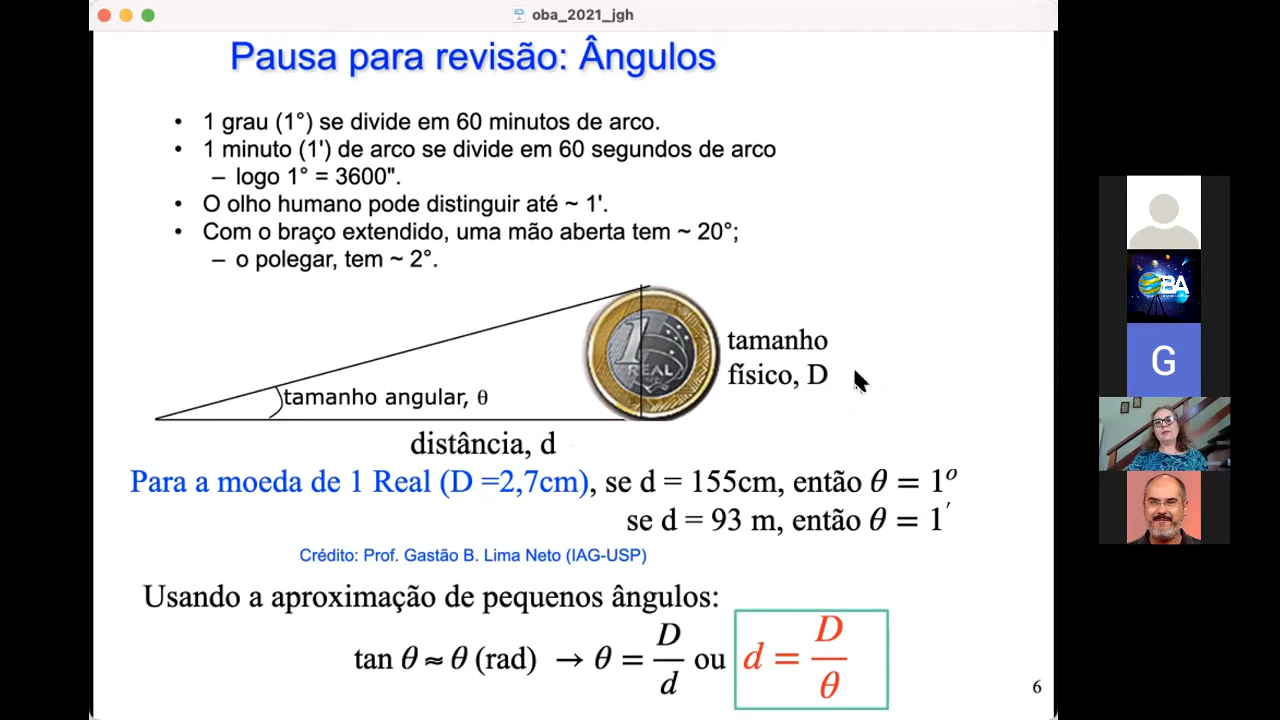 oba_2021_jgh
Pausa para revisão: Ângulos
• 1 grau (1°) se divide em 60 minutos de arco.
• 1 minuto (1') de arco se divide em 60 segundos de arco
– logo 1° = 3600".
• O olho humano pode distinguir até ~ 1'.
• Com o braço extendido, uma mão aberta tem ~ 20°;
– o polegar, tem ~ 2°.
1
REAL
tamanho
físico, D
tamanho angular, θ
distância, d
Para a moeda de 1 Real (D =2,7cm), se d = 155cm, então θ = 1º
se d = 93 m, então θ = 1′
Crédito: Prof. Gastão B. Lima Neto (IAG-USP)
Usando a aproximação de pequenos ângulos:
tan θ ≈ θ (rad) → θ = D/d ou d = D/θ
6
OBA
G